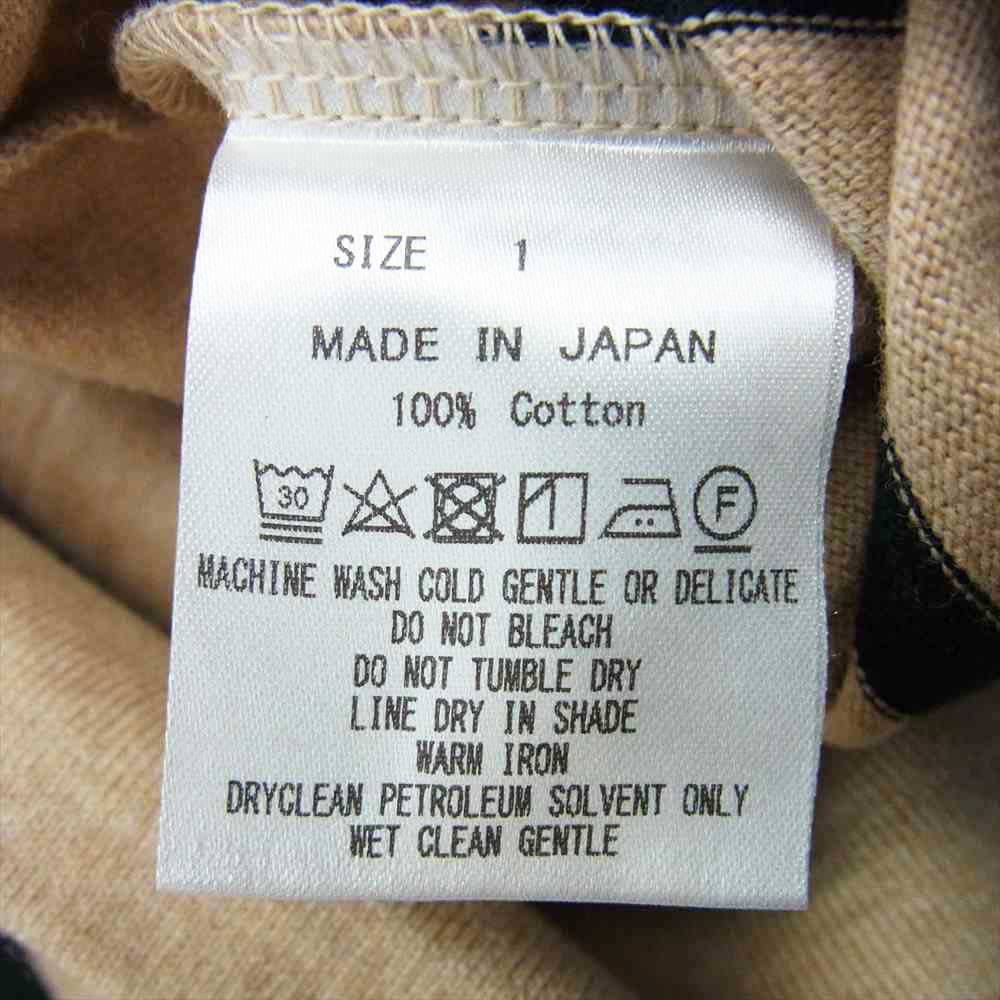 SIZE 1
MADE IN JAPAN
100% Cotton
30 F
MACHINE WASH COLD GENTLE OR DELICATE
DO NOT BLEACH
DO NOT TUMBLE DRY
LINE DRY IN SHADE
WARM IRON
DRYCLEAN PETROLEUM SOLVENT ONLY
WET CLEAN GENTLE